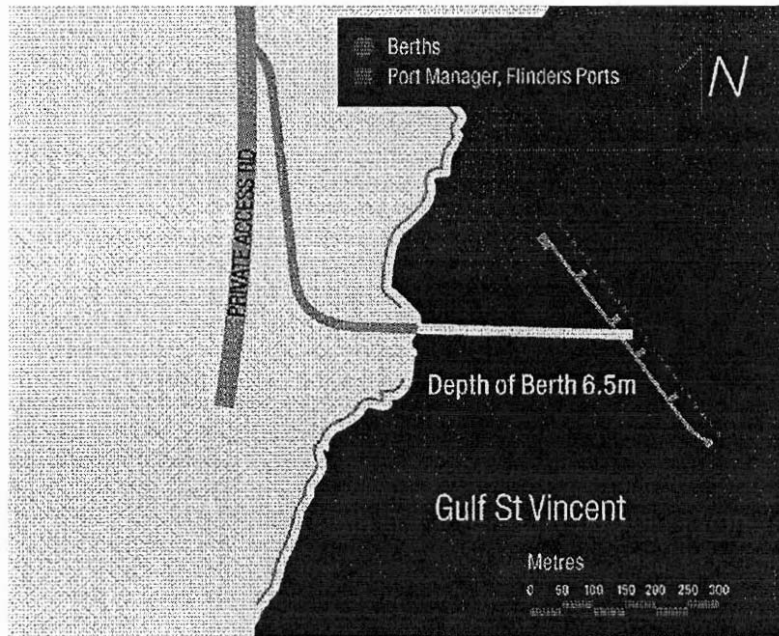 Berths
Port Manager, Flinders Ports
N
PRIVATE ACCESS RD
Depth of Berth 6.5m
Gulf St Vincent
Metres
0 50 100 150 200 250 300